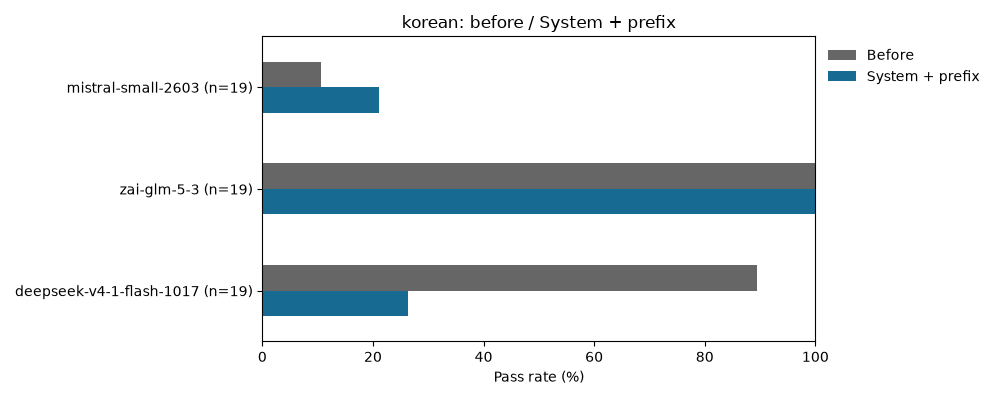 korean: before / System + prefix
Before
System + prefix
mistral-small-2603 (n=19)
zai-glm-5-3 (n=19)
deepseek-v4-1-flash-1017 (n=19)
0 20 40 60 80 100
Pass rate (%)